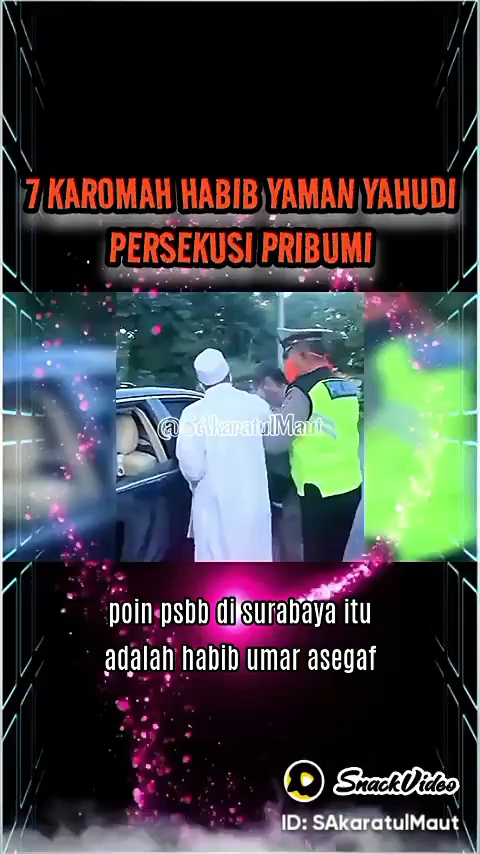 7 KAROMAH HABIB YAMAN YAHUDI
PERSEKUSI PRIBUMI
@SAkaratulMaut
poin psbb di surabaya itu
adalah habib umar asegaf
SnackVideo
ID: SAkaratulMaut